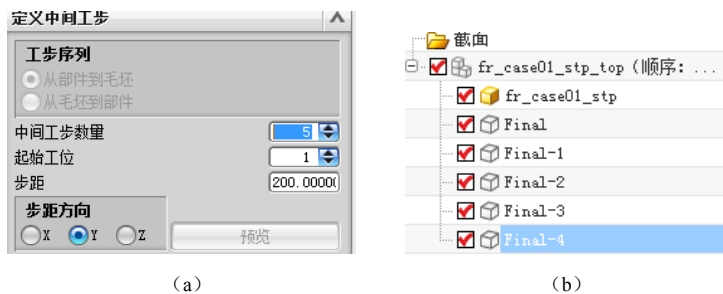 定义中间工步
工步序列
从部件到毛坯
从毛坯到部件
中间工步数量 5
起始工位 1
步距 200.00000
步距方向
X Y Z 预览
(a)
截面
fr_case01_stp_top (顺序: ...
fr_case01_stp
Final
Final-1
Final-2
Final-3
Final-4
(b)